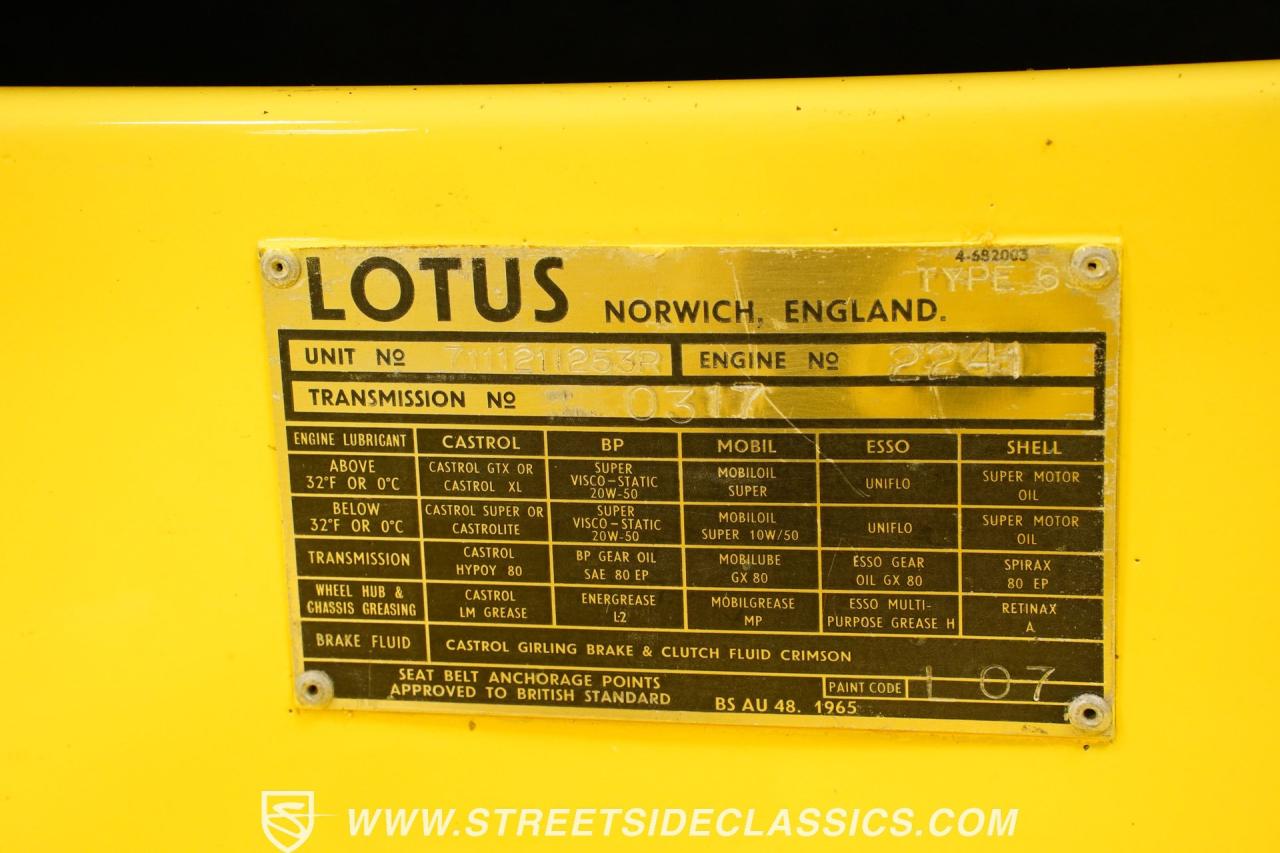 4-682003
LOTUS NORWICH, ENGLAND. TYPE 6
UNIT Nº ENGINE Nº 2241
TRANSMISSION Nº 0317
ENGINE LUBRICANT CASTROL BP MOBIL ESSO SHELL
ABOVE 32°F OR 0°C CASTROL GTX OR CASTROL XL SUPER VISCO-STATIC 20W-50 MOBILOIL SUPER UNIFLO SUPER MOTOR OIL
BELOW 32°F OR 0°C CASTROL SUPER OR CASTROLITE SUPER VISCO-STATIC 20W-50 MOBILOIL SUPER 10W/50 UNIFLO SUPER MOTOR OIL
TRANSMISSION CASTROL HYPOY 80 BP GEAR OIL SAE 80 EP MOBILUBE GX 80 ESSO GEAR OIL GX 80 SPIRAX 80 EP
WHEEL HUB & CHASSIS GREASING CASTROL LM GREASE ENERGREASE L·2 MOBILGREASE MP ESSO MULTI-PURPOSE GREASE H RETINAX A
BRAKE FLUID CASTROL GIRLING BRAKE & CLUTCH FLUID CRIMSON
SEAT BELT ANCHORAGE POINTS
APPROVED TO BRITISH STANDARD BS AU 48. 1965
PAINT CODE L 07
WWW.STREETSIDECLASSICS.COM